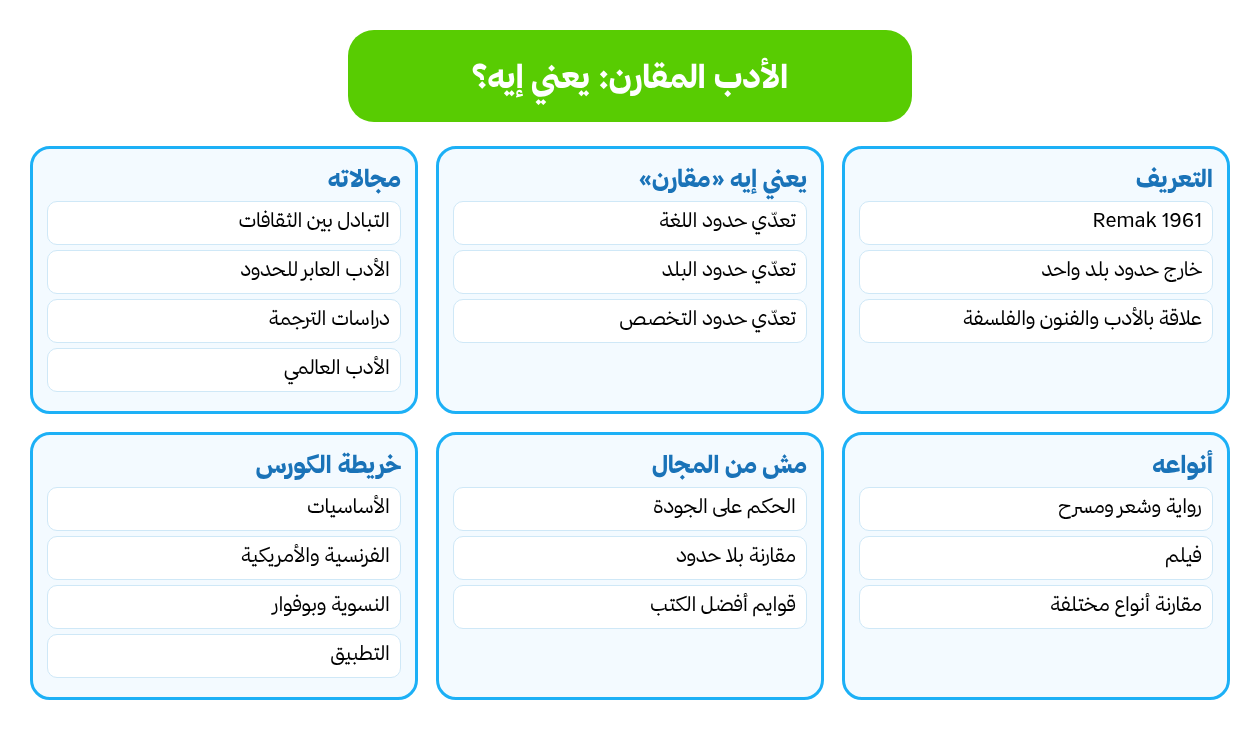 الأدب المقارن: يعني إيه؟
التعريف
Remak 1961
خارج حدود بلد واحد
علاقة بالأدب والفنون والفلسفة
يعني إيه «مقارن»
تعدّي حدود اللغة
تعدّي حدود البلد
تعدّي حدود التخصص
مجالاته
التبادل بين الثقافات
الأدب العابر للحدود
دراسات الترجمة
الأدب العالمي
أنواعه
رواية وشعر ومسرح
فيلم
مقارنة أنواع مختلفة
مش من المجال
الحكم على الجودة
مقارنة بلا حدود
قوايم أفضل الكتب
خريطة الكورس
الأساسيات
الفرنسية والأمريكية
النسوية وبوفوار
التطبيق